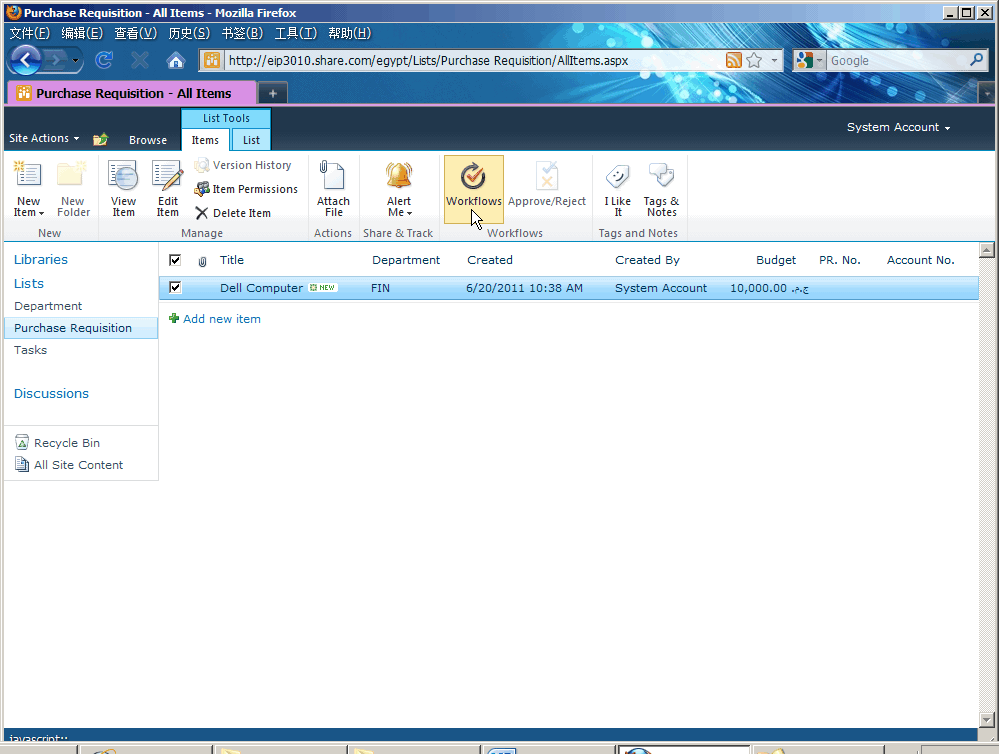 Purchase Requisition - All Items - Mozilla Firefox
文件(F) 编辑(E) 查看(V) 历史(S) 书签(B) 工具(T) 帮助(H)
http://eip3010.share.com/egypt/Lists/Purchase Requisition/AllItems.aspx
Google
Purchase Requisition - All Items
List Tools
Site Actions Browse Items List
System Account
New Item
New Folder
New
View Item
Edit Item
Version History
Item Permissions
Delete Item
Manage
Attach File
Actions
Alert Me
Share & Track
Workflows
Approve/Reject
Workflows
I Like It
Tags & Notes
Tags and Notes
Libraries
Lists
Department
Purchase Requisition
Tasks
Discussions
Recycle Bin
All Site Content
Title Department Created Created By Budget PR. No. Account No.
Dell Computer NEW FIN 6/20/2011 10:38 AM System Account 10,000.00 ج.م.
Add new item
javascript:;